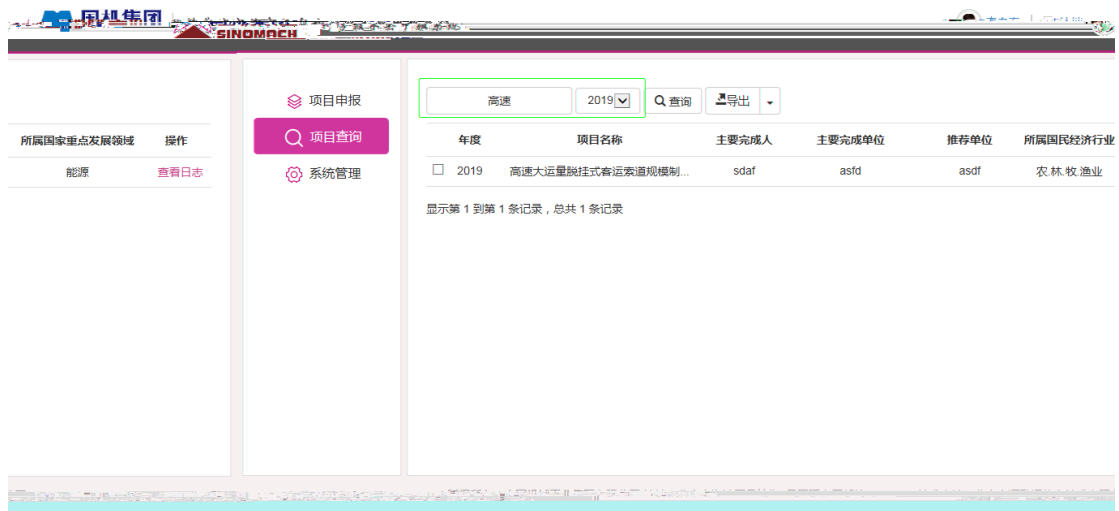 国机集团
SINOMACH
所属国家重点发展领域 操作
能源 查看日志
项目申报
项目查询
系统管理
高速 2019 查询 导出
年度 项目名称 主要完成人 主要完成单位 推荐单位 所属国民经济行业
2019 高速大运量脱挂式客运索道规模制... sdaf asfd asdf 农.林.牧.渔业
显示第 1 到第 1 条记录，总共 1 条记录